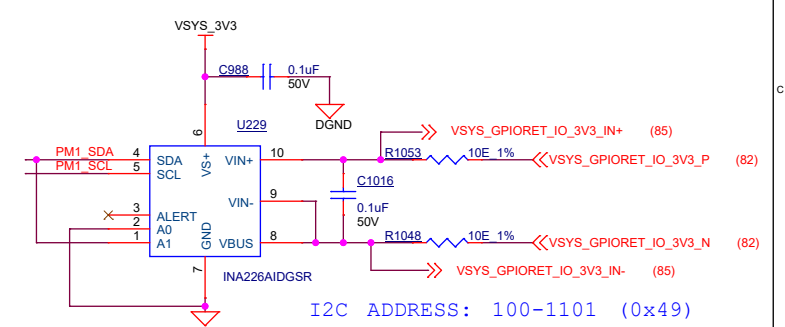 VSYS_3V3
C988
0.1uF
50V
DGND
C
U229
VSYS_GPIORET_IO_3V3_IN+ (85)
PM1_SDA 4 SDA
PM1_SCL 5 SCL
6
VS+
VIN+ 10
R1053 10E_1% VSYS_GPIORET_IO_3V3_P (82)
C1016
0.1uF
50V
VIN- 9
3 ALERT
2 A0
1 A1
GND
7
VBUS 8
R1048 10E_1% VSYS_GPIORET_IO_3V3_N (82)
INA226AIDGSR
VSYS_GPIORET_IO_3V3_IN- (85)
I2C ADDRESS: 100-1101 (0x49)